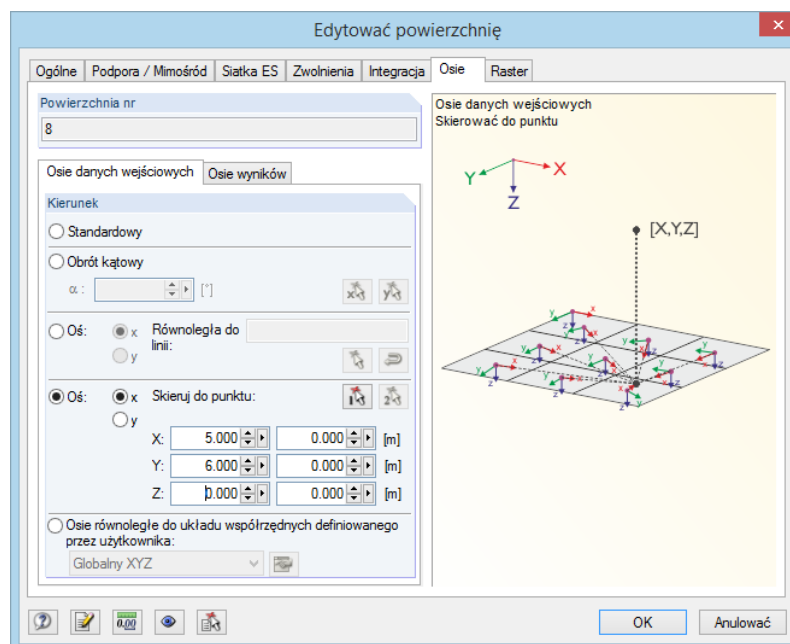 Edytować powierzchnię
Ogólne Podpora / Mimośród Siatka ES Zwolnienia Integracja Osie Raster
Powierzchnia nr
8
Osie danych wejściowych Osie wyników
Kierunek
Standardowy
Obrót kątowy
α : [°]
x y
Oś: x Równoległa do
linii:
y
Oś: x Skieruj do punktu:
1 2
y
X: 5.000 0.000 [m]
Y: 6.000 0.000 [m]
Z: 0.000 0.000 [m]
Osie równoległe do układu współrzędnych definiowanego
przez użytkownika:
Globalny XYZ
Osie danych wejściowych
Skierować do punktu
Y X
Z
[X,Y,Z]
0.00
OK Anulować